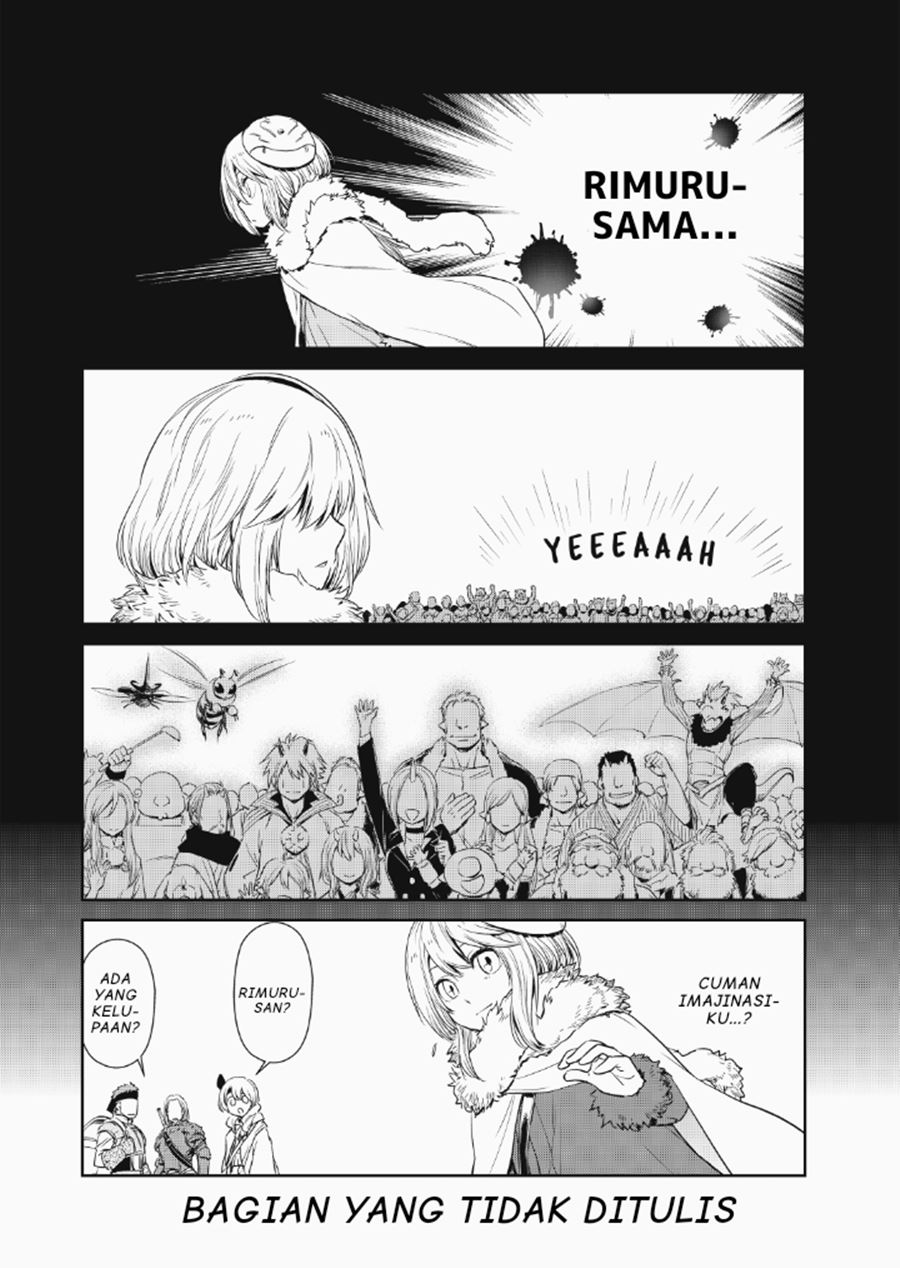 RIMURU-
SAMA...
YEEEAAAH
CUMAN
IMAJINASI-
KU...?
RIMURU-
SAN?
ADA
YANG
KELU-
PAAN?
BAGIAN YANG TIDAK DITULIS